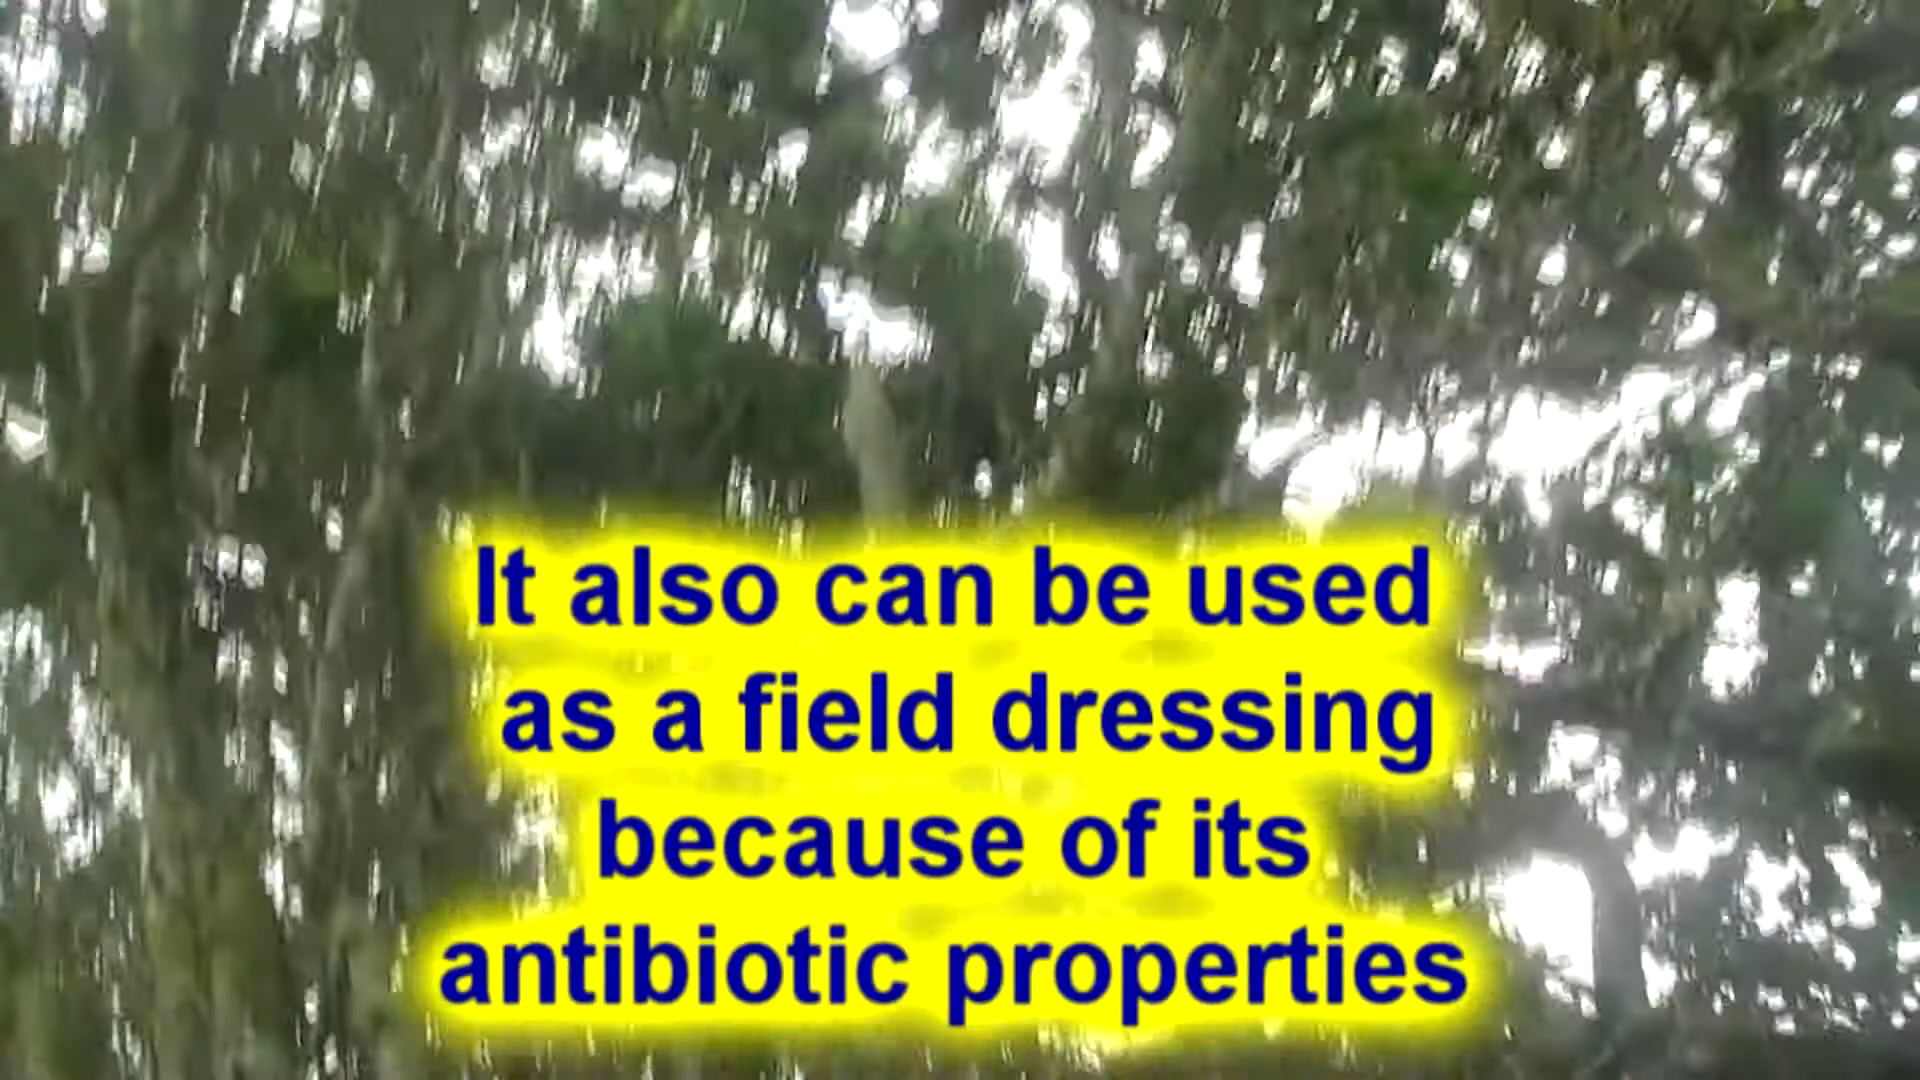 It also can be used
as a field dressing
because of its
antibiotic properties